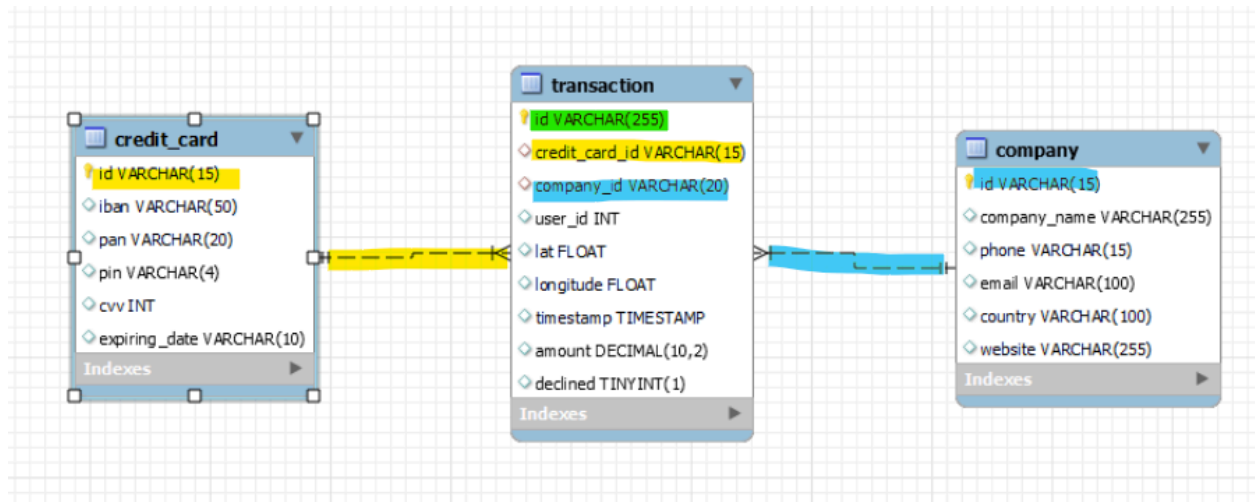 credit_card
id VARCHAR(15)
iban VARCHAR(50)
pan VARCHAR(20)
pin VARCHAR(4)
cvv INT
expiring_date VARCHAR(10)
Indexes
transaction
id VARCHAR(255)
credit_card_id VARCHAR(15)
company_id VARCHAR(20)
user_id INT
lat FLOAT
longitude FLOAT
timestamp TIMESTAMP
amount DECIMAL(10,2)
declined TINYINT(1)
Indexes
company
id VARCHAR(15)
company_name VARCHAR(255)
phone VARCHAR(15)
email VARCHAR(100)
country VARCHAR(100)
website VARCHAR(255)
Indexes